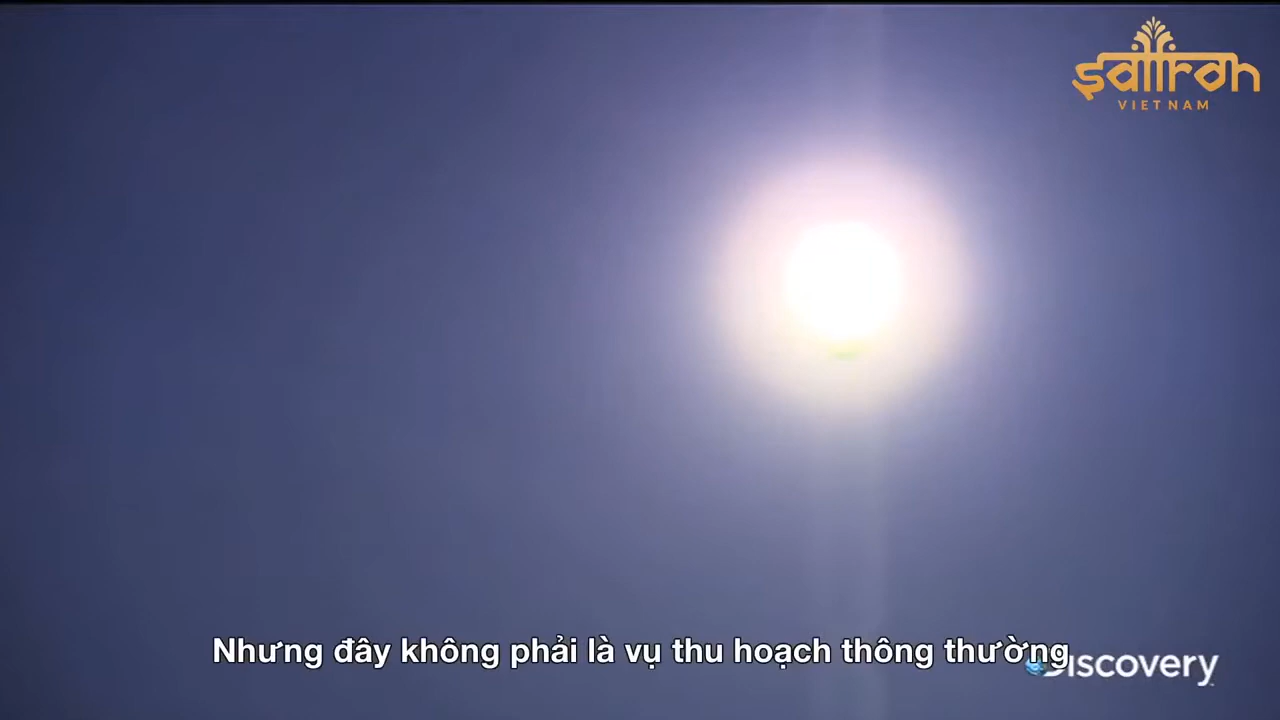 saffron
VIETNAM
Nhưng đây không phải là vụ thu hoạch thông thường
Discovery